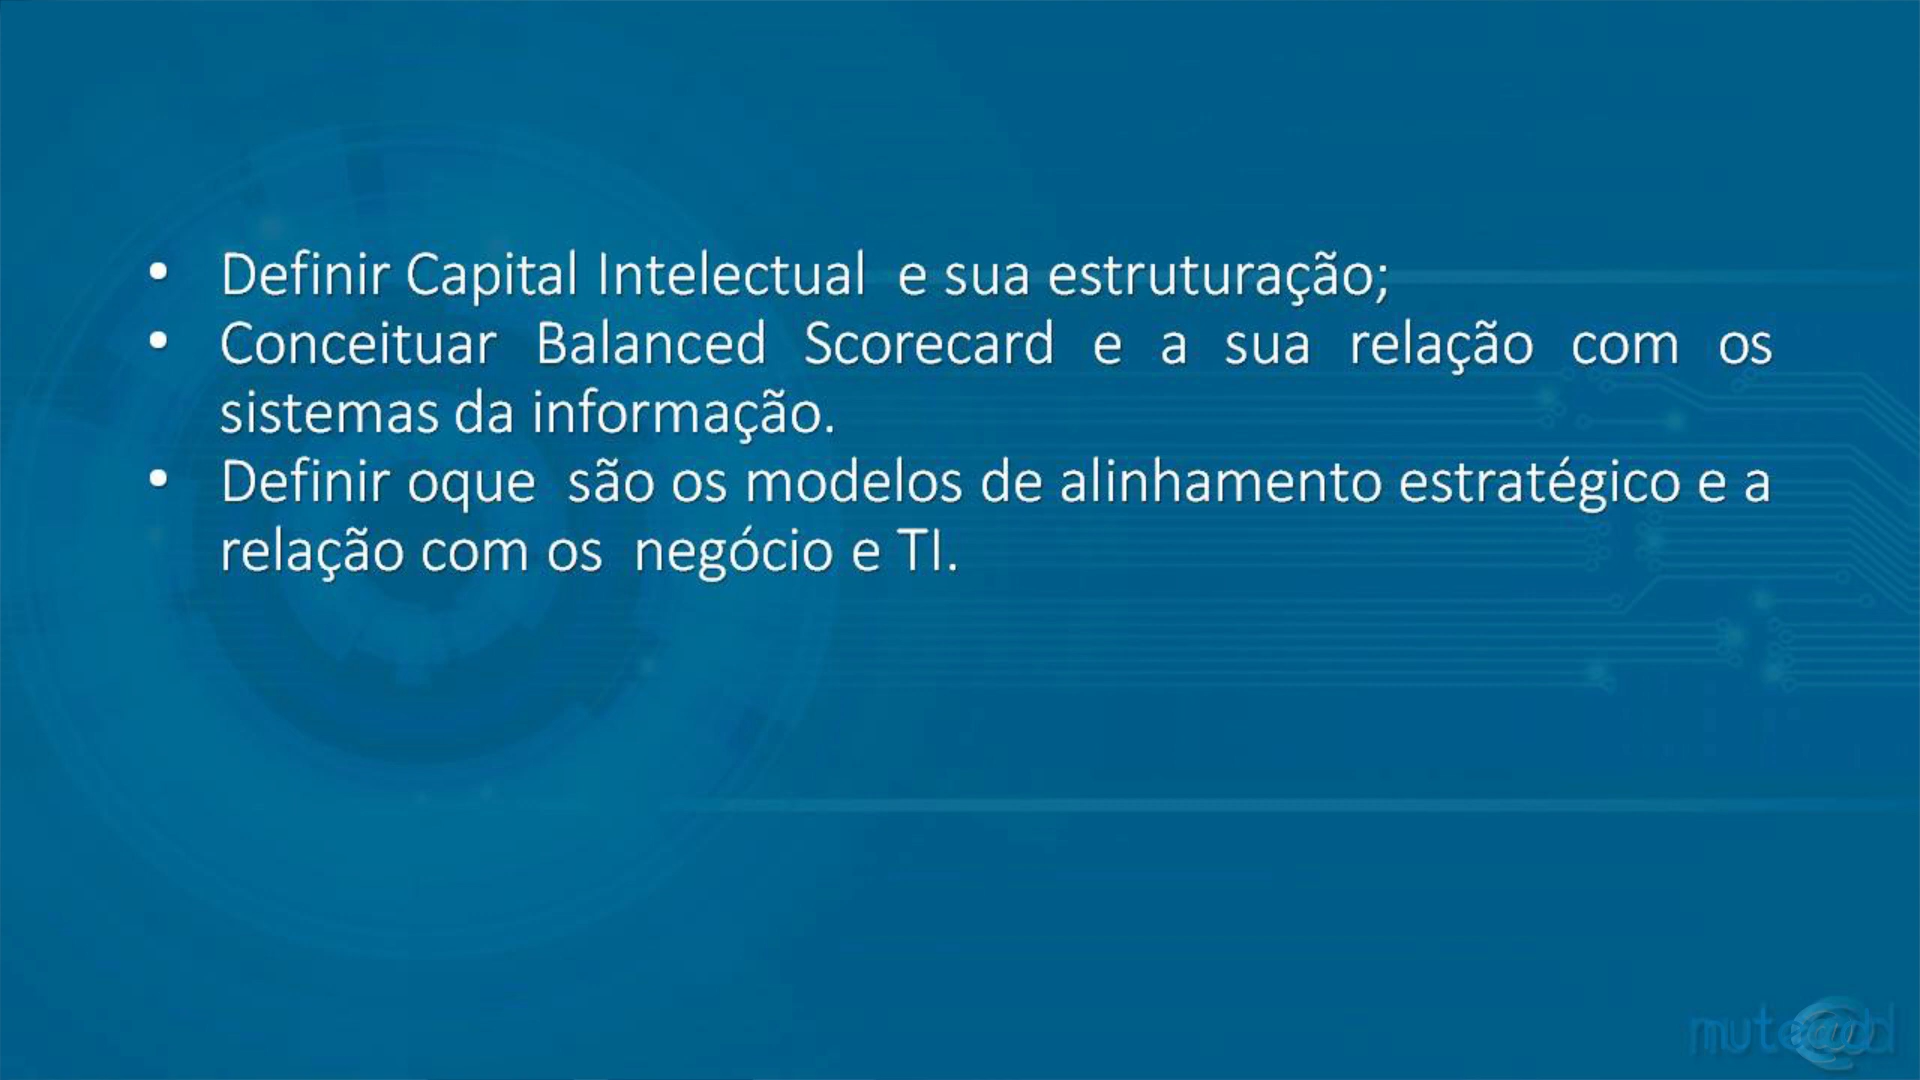 • Definir Capital Intelectual e sua estruturação;
• Conceituar Balanced Scorecard e a sua relação com os
sistemas da informação.
• Definir oque são os modelos de alinhamento estratégico e a
relação com os negócio e TI.